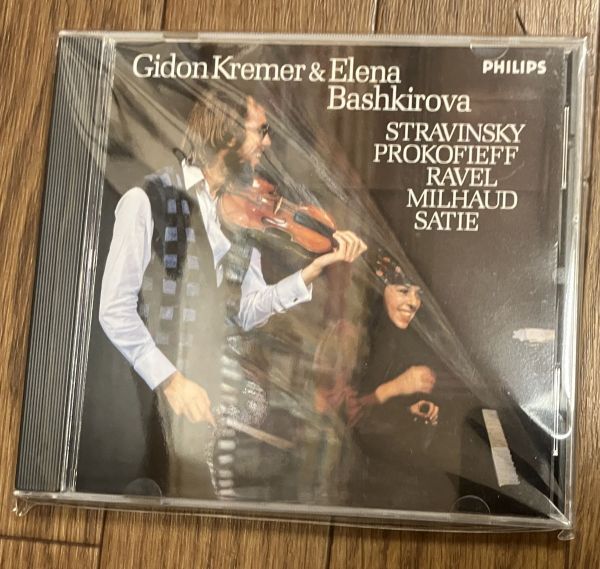 Gidon Kremer & Elena
Bashkirova
PHILIPS
STRAVINSKY
PROKOFIEFF
RAVEL
MILHAUD
SATIE